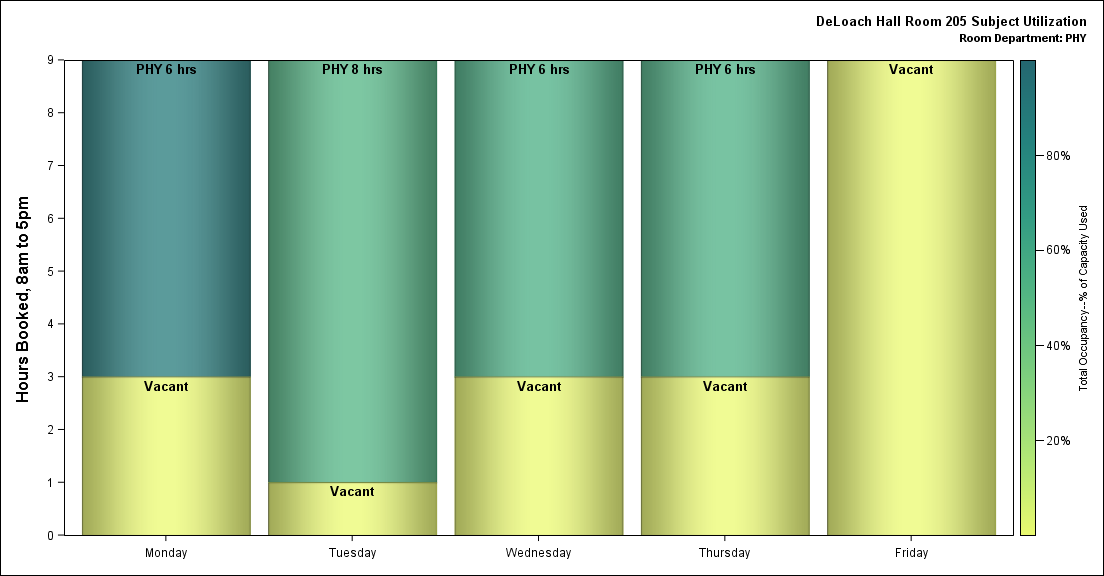 DeLoach Hall Room 205 Subject Utilization
Room Department: PHY
Hours Booked, 8am to 5pm
9
8
7
6
5
4
3
2
1
0
PHY 6 hrs
PHY 8 hrs
PHY 6 hrs
PHY 6 hrs
Vacant
Vacant
Vacant
Vacant
Vacant
Monday
Tuesday
Wednesday
Thursday
Friday
80%
60%
40%
20%
Total Occupancy--% of Capacity Used